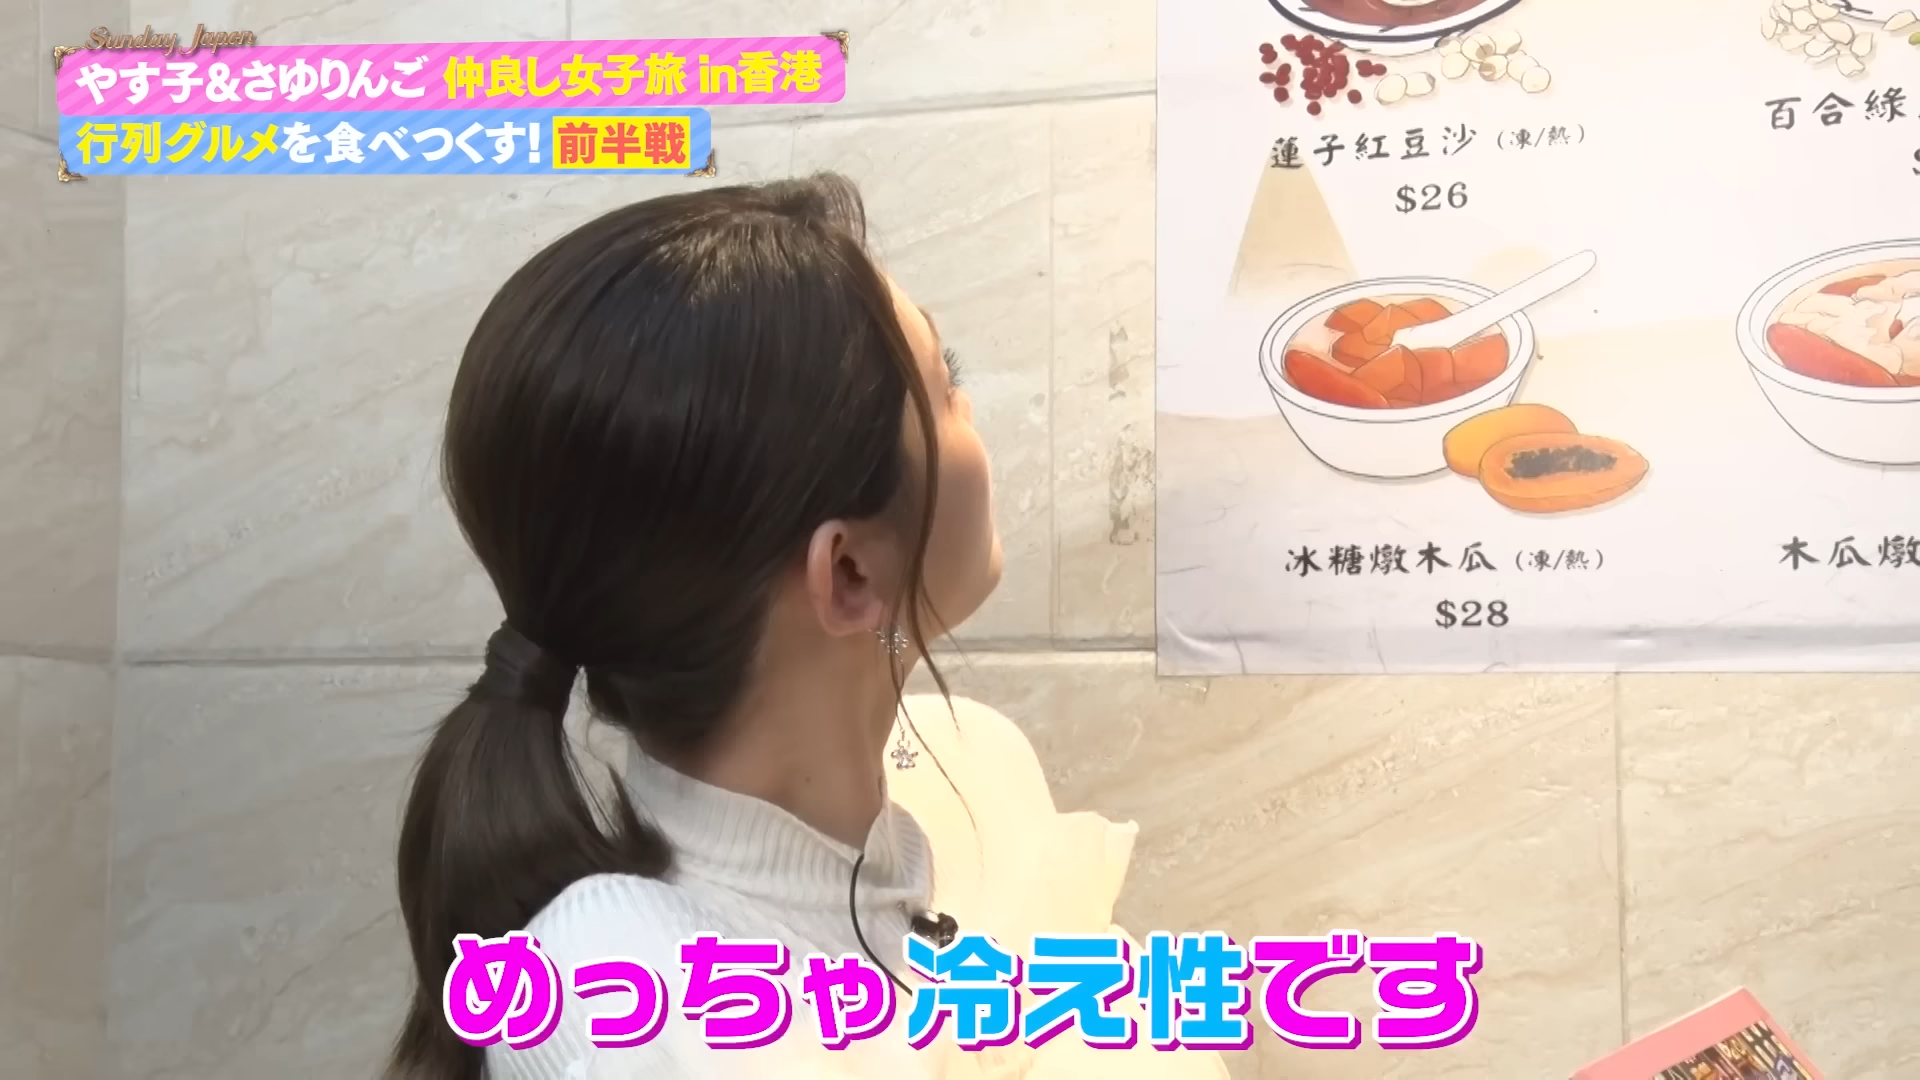 Sunday Japon
やす子&さゆりんご 仲良し女子旅 in香港
行列グルメを食べつくす! 前半戦
蓮子紅豆沙(凍/熱)
$26
百合綠
冰糖燉木瓜(凍/熱)
$28
木瓜燉
めっちゃ冷え性です